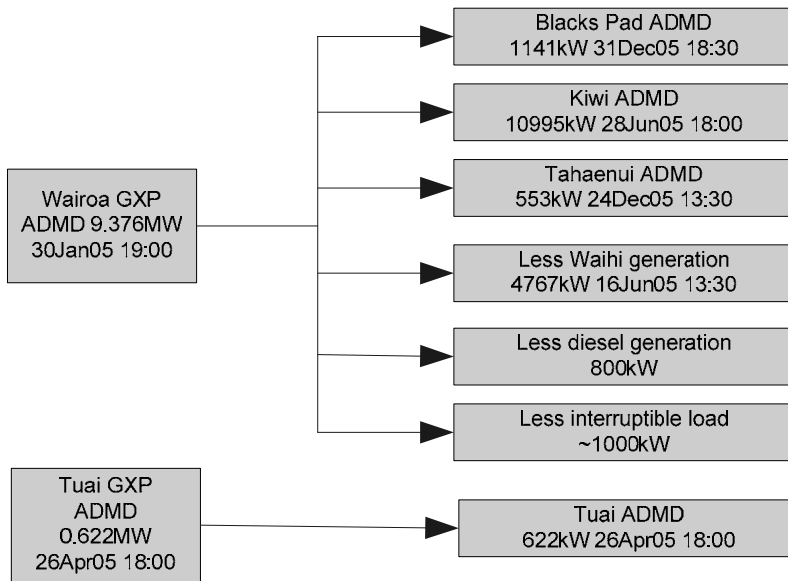 Wairoa GXP
ADMD 9.376MW
30Jan05 19:00
Blacks Pad ADMD
1141kW 31Dec05 18:30
Kiwi ADMD
10995kW 28Jun05 18:00
Tahaenui ADMD
553kW 24Dec05 13:30
Less Waihi generation
4767kW 16Jun05 13:30
Less diesel generation
800kW
Less interruptible load
~1000kW
Tuai GXP
ADMD
0.622MW
26Apr05 18:00
Tuai ADMD
622kW 26Apr05 18:00